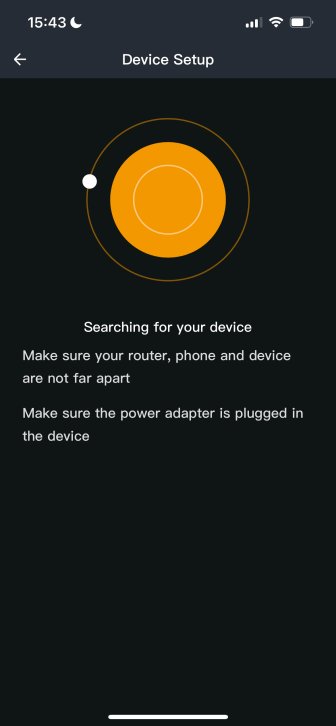 15:43
Device Setup
Searching for your device
Make sure your router, phone and device
are not far apart
Make sure the power adapter is plugged in
the device